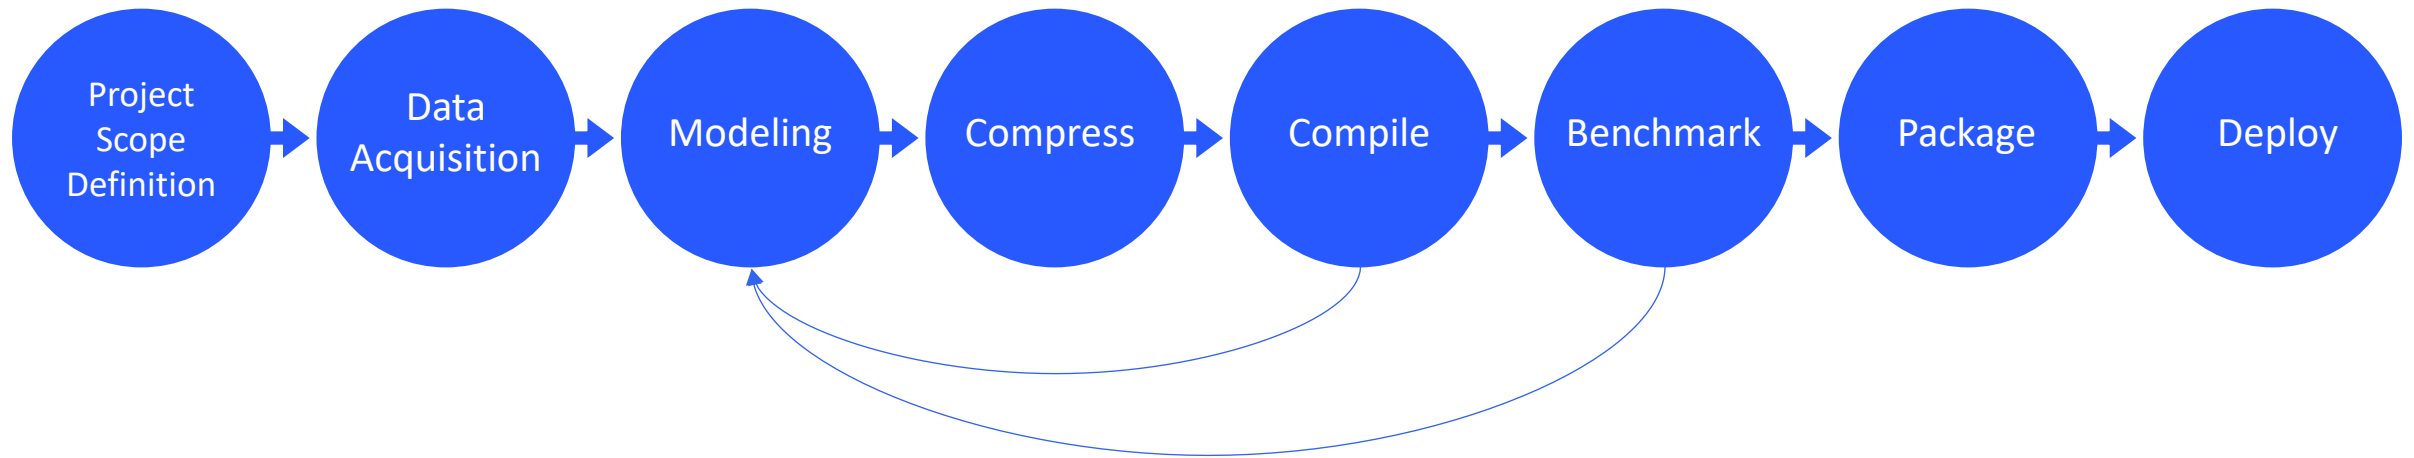 Project
Scope
Definition
Data
Acquisition
Modeling
Compress
Compile
Benchmark
Package
Deploy